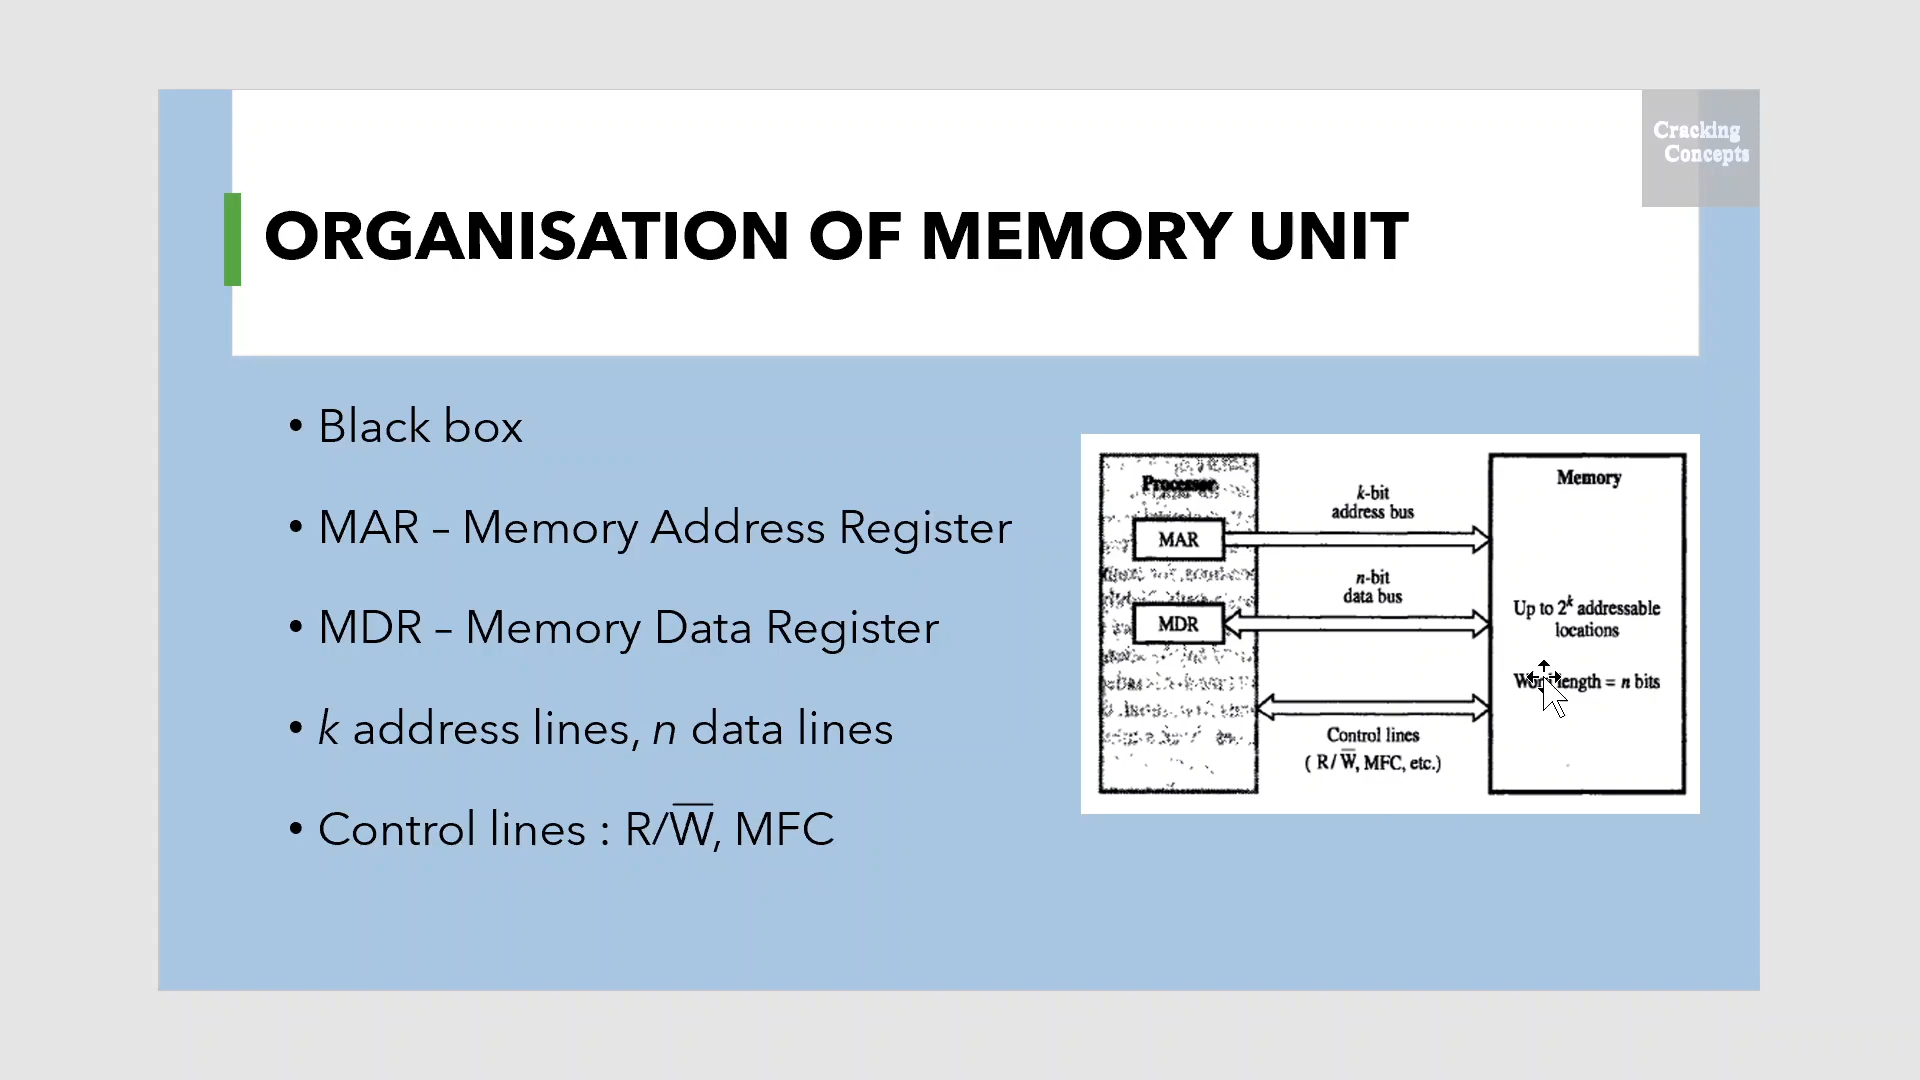 Cracking
Concepts
ORGANISATION OF MEMORY UNIT
• Black box
• MAR – Memory Address Register
• MDR – Memory Data Register
• k address lines, n data lines
• Control lines : R/W̅, MFC
Processor
MAR
MDR
k-bit
address bus
n-bit
data bus
Control lines
( R/W̅, MFC, etc.)
Memory
Up to 2ᵏ addressable
locations
length = n bits